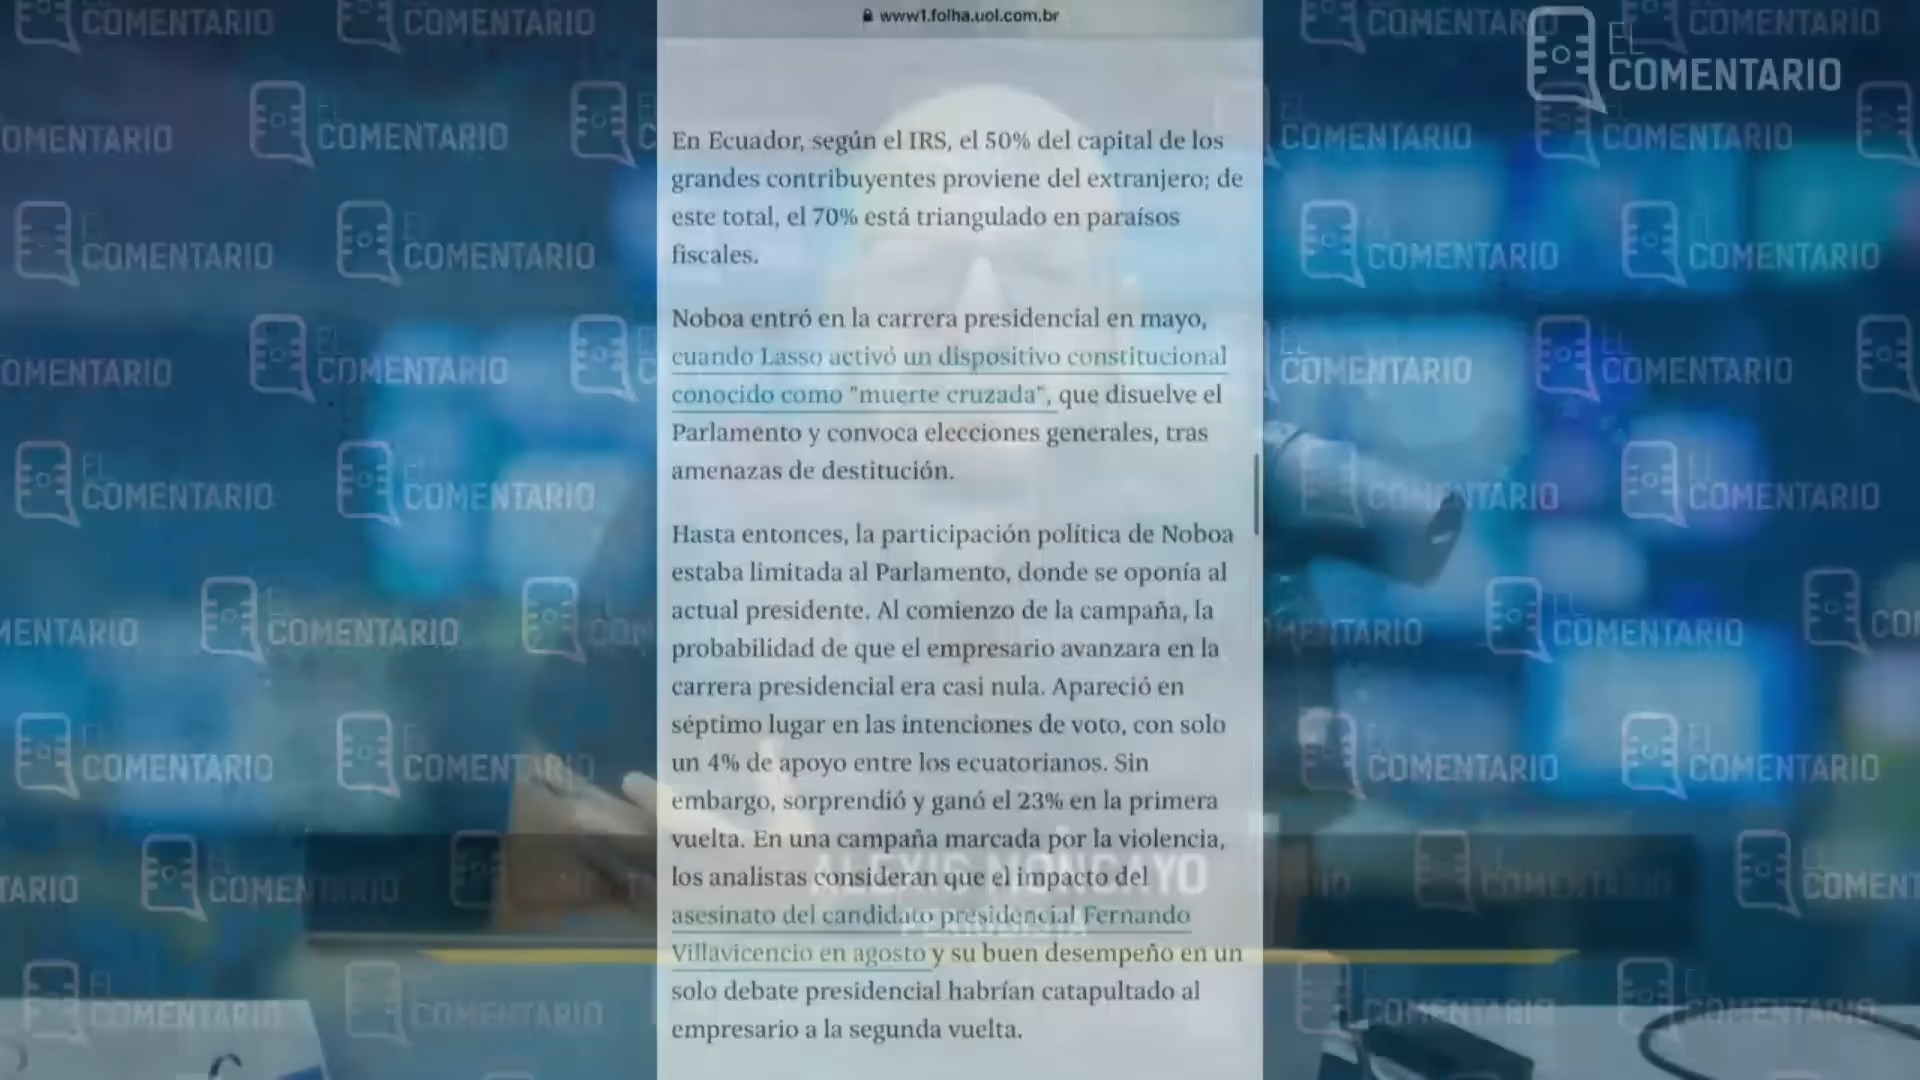 www1.folha.uol.com.br
EL
COMENTARIO
En Ecuador, según el IRS, el 50% del capital de los
grandes contribuyentes proviene del extranjero; de
este total, el 70% está triangulado en paraísos
fiscales.
Noboa entró en la carrera presidencial en mayo,
cuando Lasso activó un dispositivo constitucional
conocido como "muerte cruzada", que disuelve el
Parlamento y convoca elecciones generales, tras
amenazas de destitución.
Hasta entonces, la participación política de Noboa
estaba limitada al Parlamento, donde se oponía al
actual presidente. Al comienzo de la campaña, la
probabilidad de que el empresario avanzara en la
carrera presidencial era casi nula. Apareció en
séptimo lugar en las intenciones de voto, con solo
un 4% de apoyo entre los ecuatorianos. Sin
embargo, sorprendió y ganó el 23% en la primera
vuelta. En una campaña marcada por la violencia,
los analistas consideran que el impacto del
asesinato del candidato presidencial Fernando
Villavicencio en agosto y su buen desempeño en un
solo debate presidencial habrían catapultado al
empresario a la segunda vuelta.
ALEXIS MONCAYO